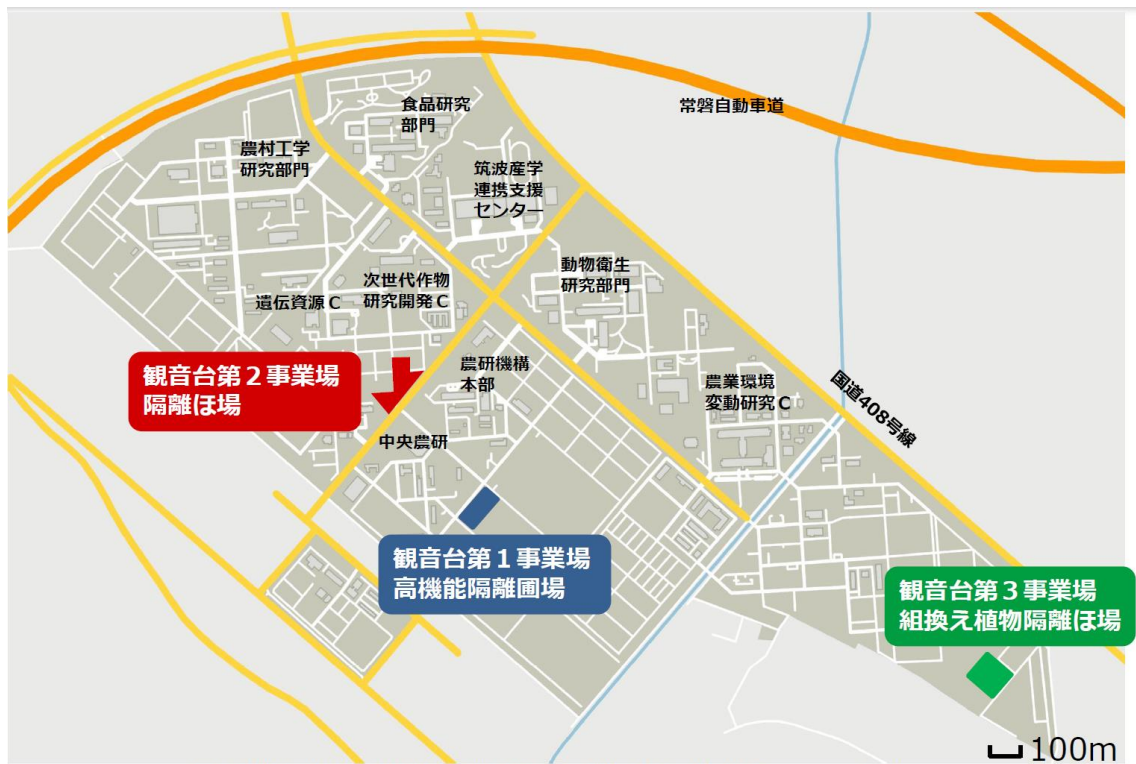 食品研究
部門
常磐自動車道
農村工学
研究部門
筑波産学
連携支援
センター
動物衛生
研究部門
次世代作物
研究開発C
遺伝資源C
観音台第２事業場
隔離ほ場
農研機構
本部
農業環境
変動研究C
国道408号線
中央農研
観音台第１事業場
高機能隔離圃場
観音台第３事業場
組換え植物隔離ほ場
100m